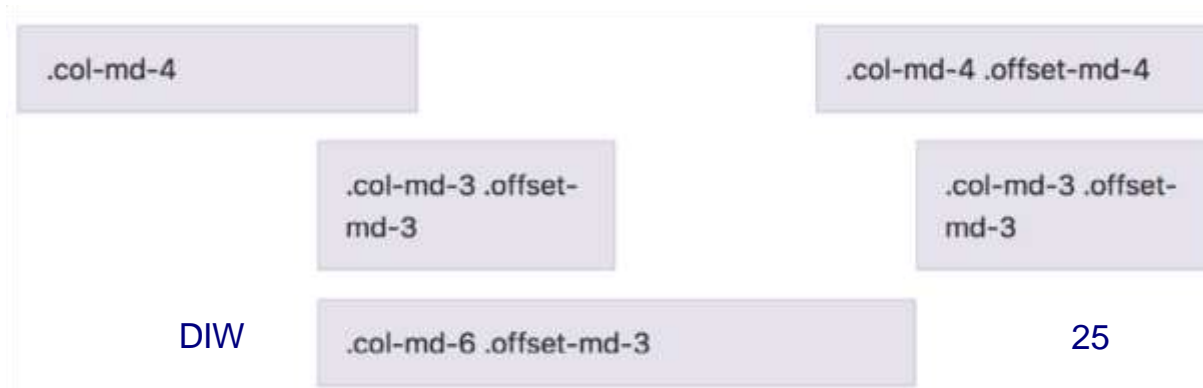 .col-md-4
.col-md-4 .offset-md-4
.col-md-3 .offset-
md-3
.col-md-3 .offset-
md-3
DIW
.col-md-6 .offset-md-3
25